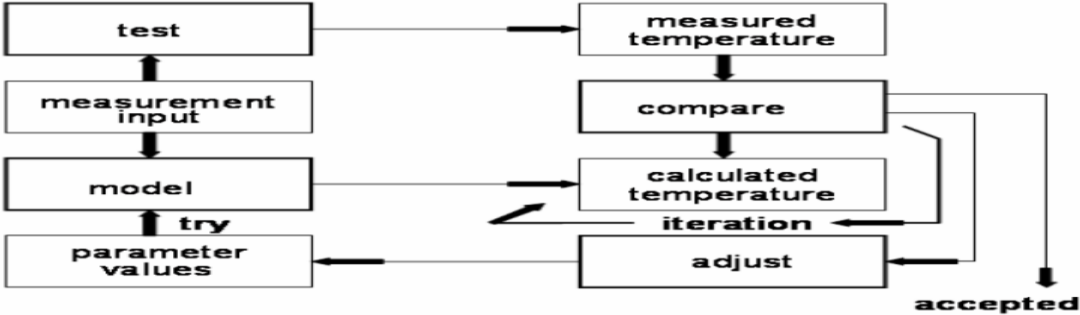 test
measured
temperature
measurement
input
compare
model
calculated
temperature
try
iteration
parameter
values
adjust
accepted